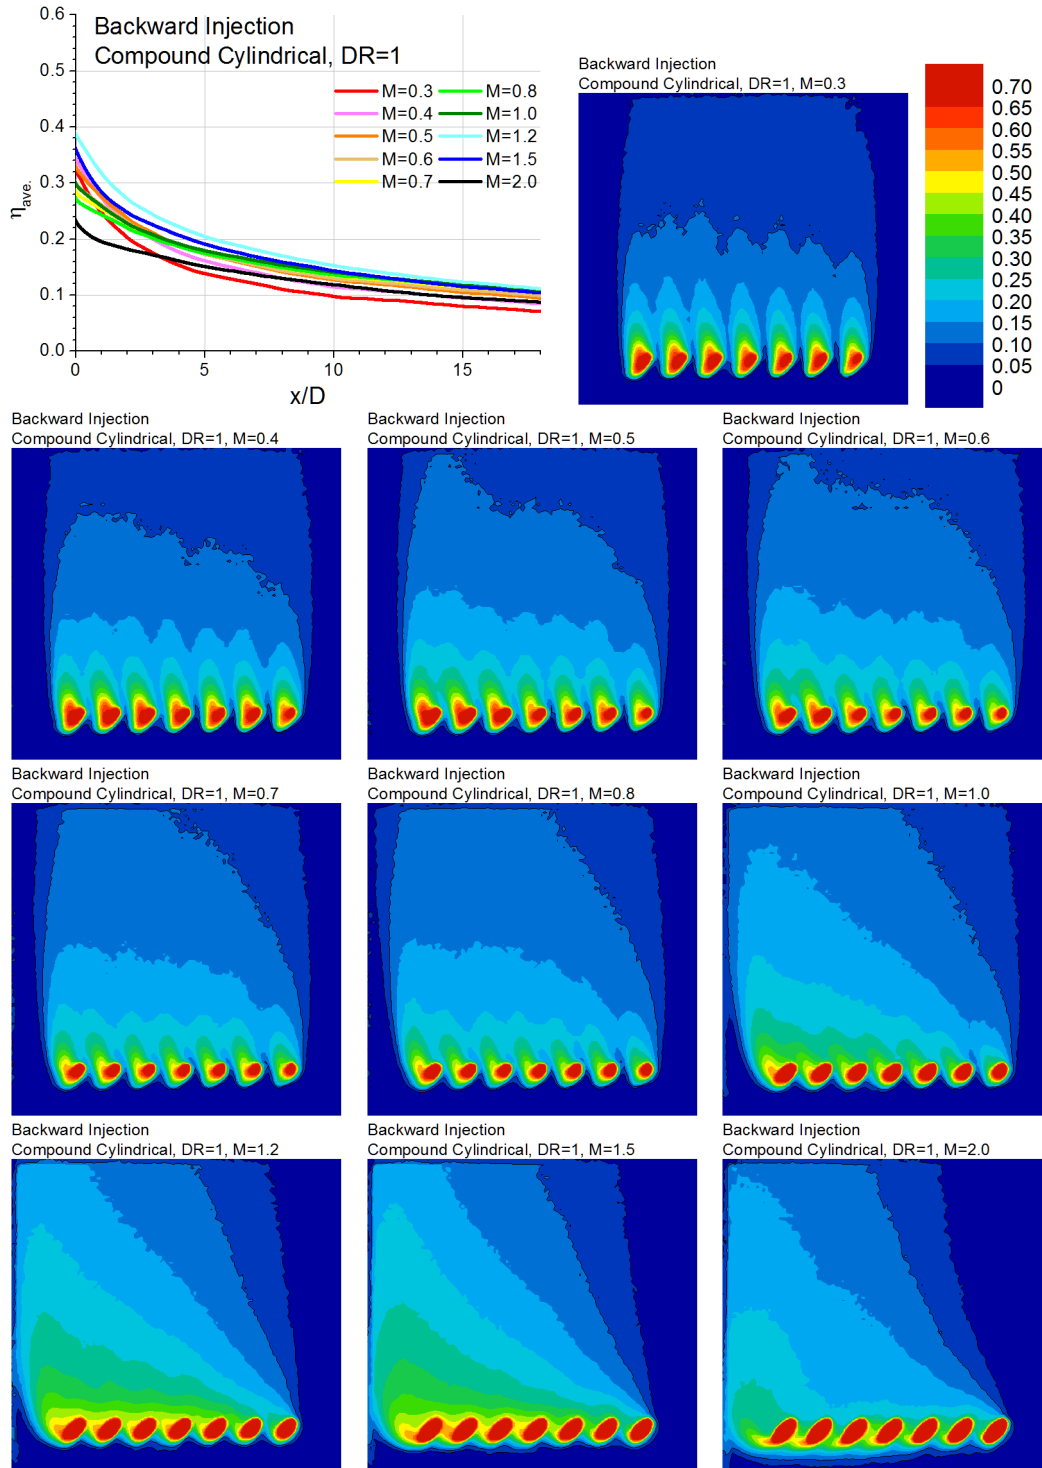 Backward Injection
Compound Cylindrical, DR=1
M=0.3 M=0.8
M=0.4 M=1.0
M=0.5 M=1.2
M=0.6 M=1.5
M=0.7 M=2.0
0.6
0.5
0.4
0.3
0.2
0.1
0.0
ηave.
0 5 10 15
x/D
Backward Injection
Compound Cylindrical, DR=1, M=0.3
0.70
0.65
0.60
0.55
0.50
0.45
0.40
0.35
0.30
0.25
0.20
0.15
0.10
0.05
0
Backward Injection
Compound Cylindrical, DR=1, M=0.4
Backward Injection
Compound Cylindrical, DR=1, M=0.5
Backward Injection
Compound Cylindrical, DR=1, M=0.6
Backward Injection
Compound Cylindrical, DR=1, M=0.7
Backward Injection
Compound Cylindrical, DR=1, M=0.8
Backward Injection
Compound Cylindrical, DR=1, M=1.0
Backward Injection
Compound Cylindrical, DR=1, M=1.2
Backward Injection
Compound Cylindrical, DR=1, M=1.5
Backward Injection
Compound Cylindrical, DR=1, M=2.0